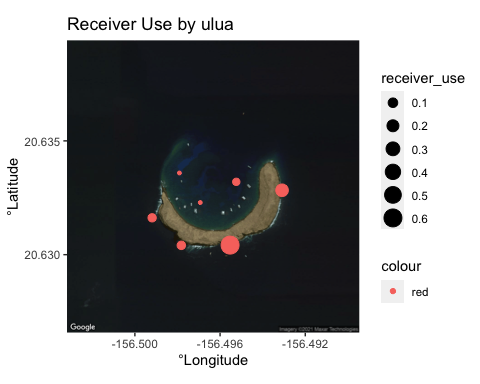 Receiver Use by ulua
°Latitude
20.635
20.630
-156.500
-156.496
-156.492
°Longitude
Google
Imagery ©2021 Maxar Technologies
receiver_use
0.1
0.2
0.3
0.4
0.5
0.6
colour
red